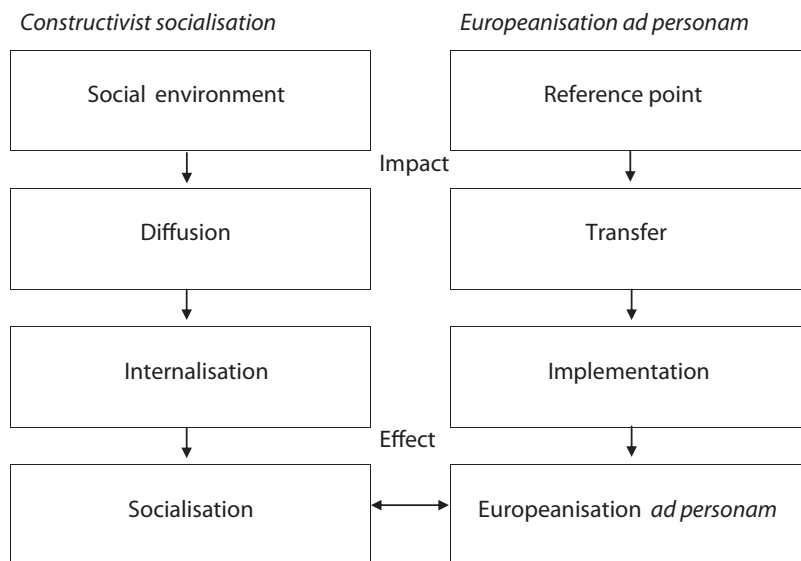 Constructivist socialisation
Europeanisation ad personam
Social environment
Reference point
Impact
Diffusion
Transfer
Internalisation
Implementation
Effect
Socialisation
Europeanisation ad personam